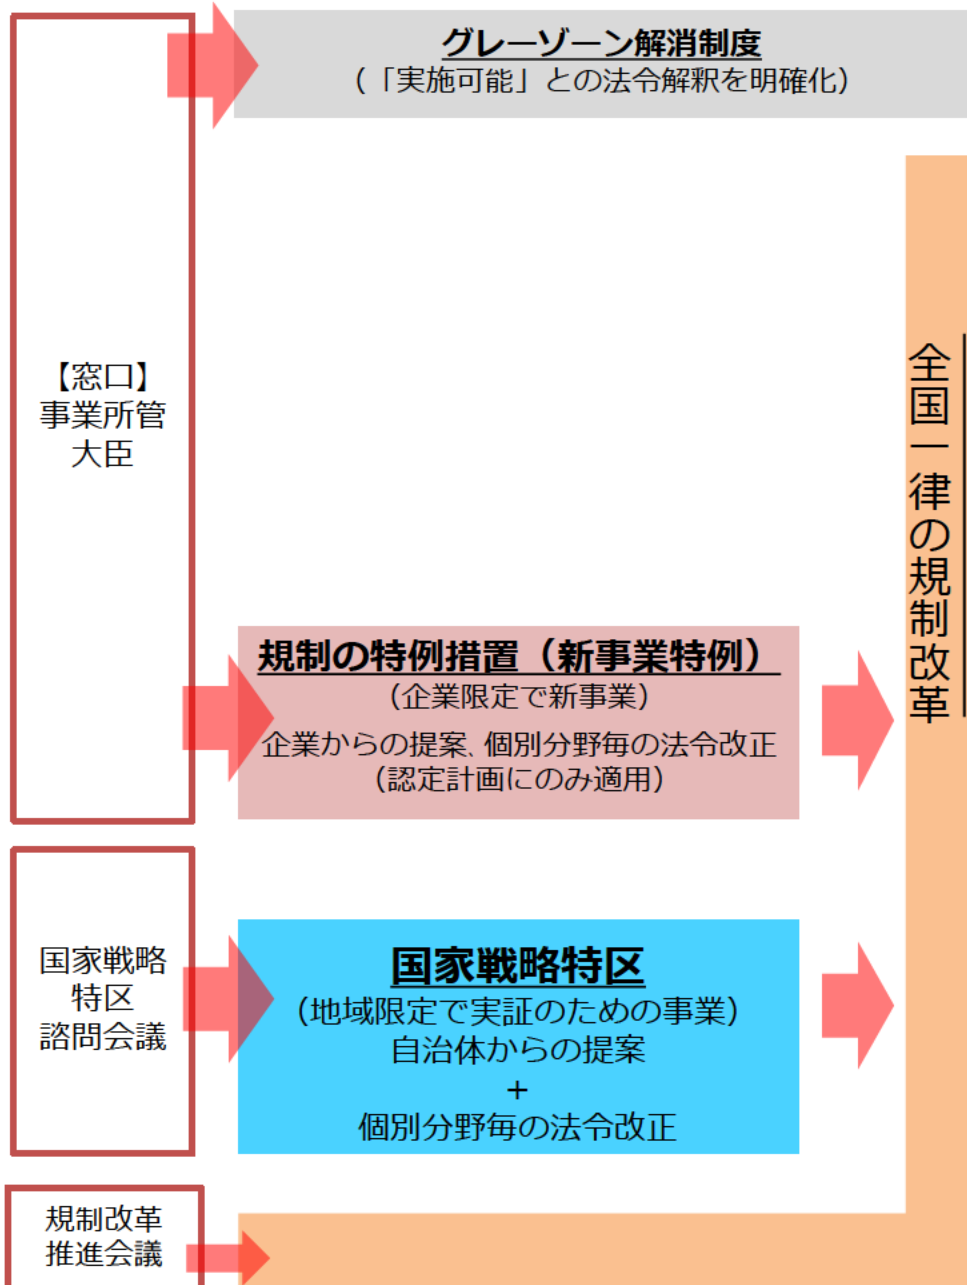 グレーゾーン解消制度
（「実施可能」との法令解釈を明確化）
【窓口】
事業所管
大臣
規制の特例措置（新事業特例）
（企業限定で新事業）
企業からの提案、個別分野毎の法令改正
（認定計画にのみ適用）
国家戦略
特区
諮問会議
国家戦略特区
（地域限定で実証のための事業）
自治体からの提案
+
個別分野毎の法令改正
規制改革
推進会議
全国一律の規制改革